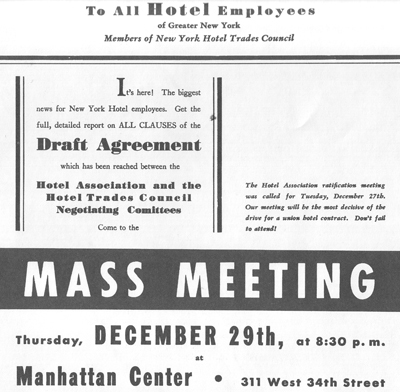 To All Hotel Employees
of Greater New York
Members of New York Hotel Trades Council
It's here! The biggest
news for New York Hotel employees. Get the
full, detailed report on ALL CLAUSES of the
Draft Agreement
which has been reached between the
Hotel Association and the
Hotel Trades Council
Negotiating Comittees
Come to the
The Hotel Association ratification meeting
was called for Tuesday, December 27th.
Our meeting will be the most decisive of the
drive for a union hotel contract. Don't fail
to attend!
MASS MEETING
Thursday, DECEMBER 29th, at 8:30 p.m.
at
Manhattan Center • 311 West 34th Street